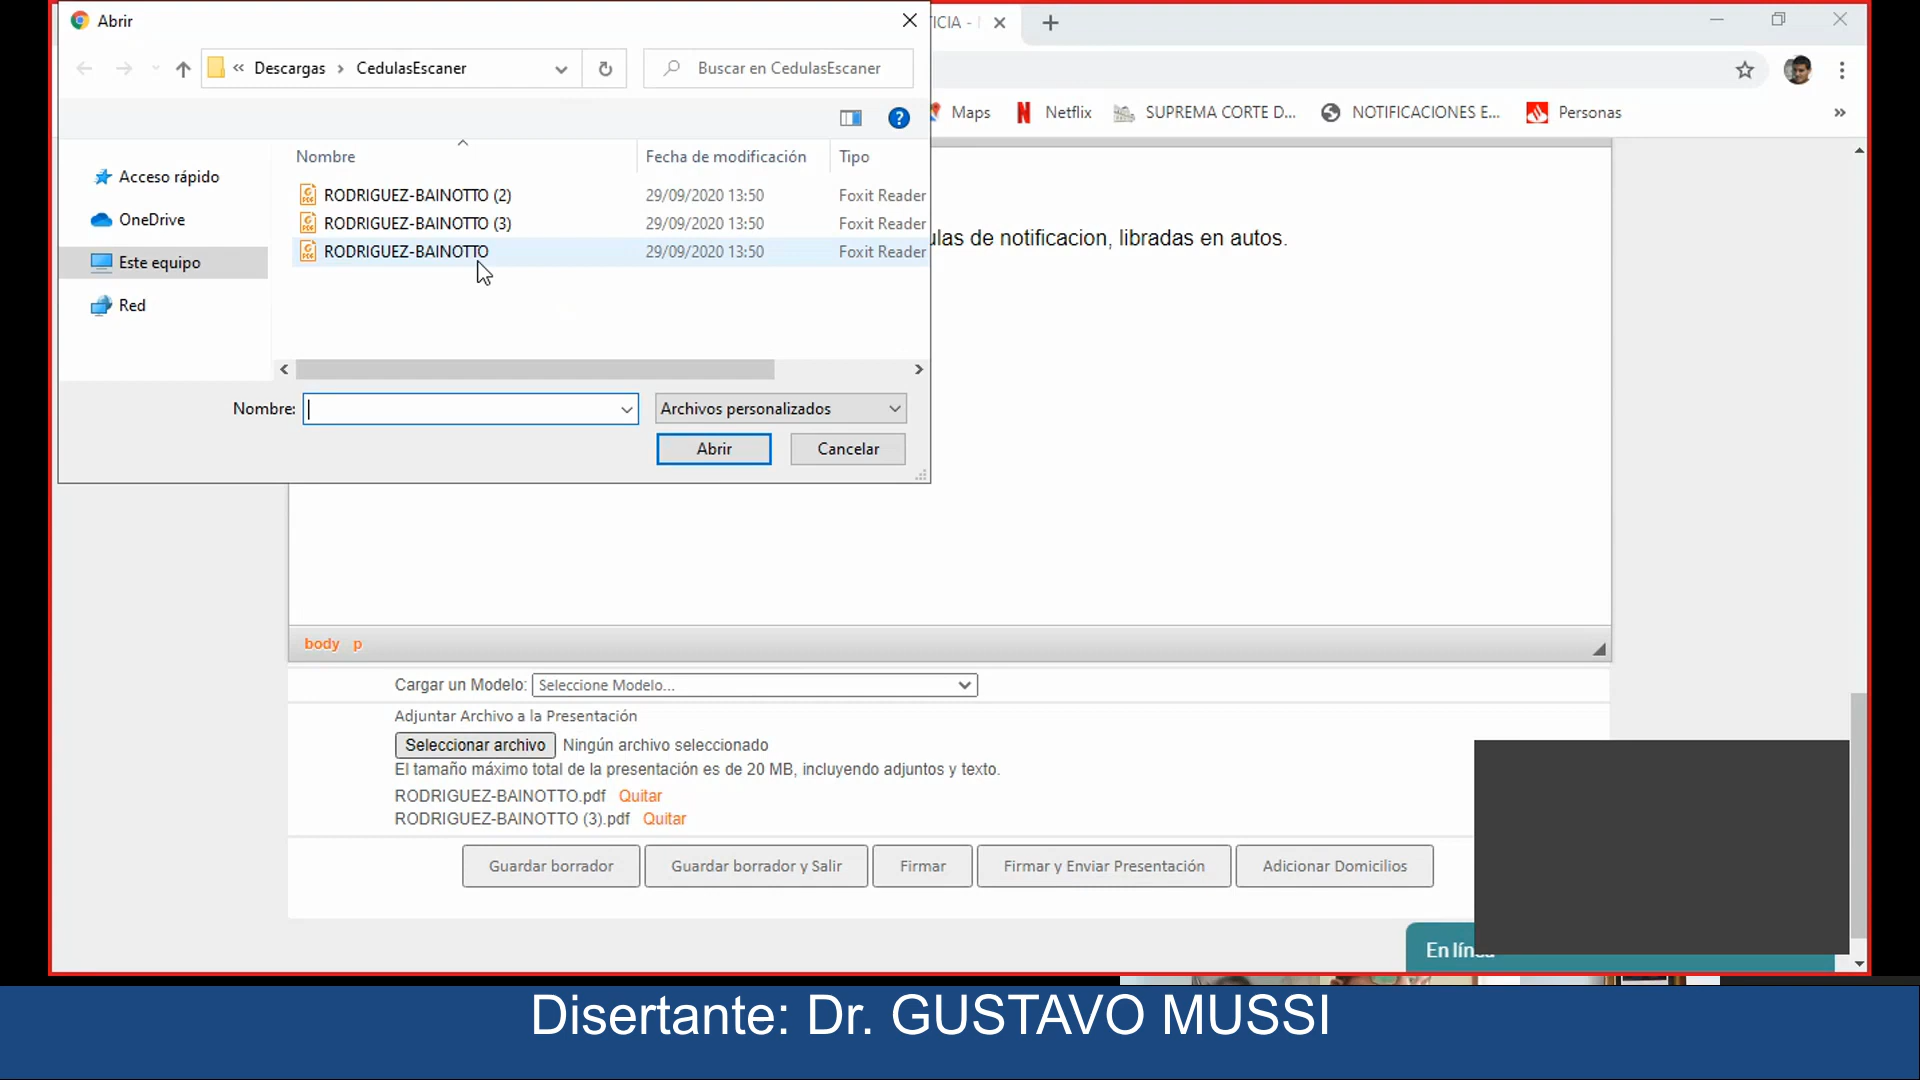 Abrir
« Descargas › CedulasEscaner
Buscar en CedulasEscaner
ICIA -
Maps
Netflix
SUPREMA CORTE D...
NOTIFICACIONES E...
Personas
»
Nombre
Fecha de modificación
Tipo
Acceso rápido
OneDrive
Este equipo
Red
RODRIGUEZ-BAINOTTO (2) 29/09/2020 13:50 Foxit Reader
RODRIGUEZ-BAINOTTO (3) 29/09/2020 13:50 Foxit Reader
RODRIGUEZ-BAINOTTO 29/09/2020 13:50 Foxit Reader
ulas de notificacion, libradas en autos.
Nombre:
Archivos personalizados
Abrir
Cancelar
body p
Cargar un Modelo: Seleccione Modelo...
Adjuntar Archivo a la Presentación
Seleccionar archivo Ningún archivo seleccionado
El tamaño máximo total de la presentación es de 20 MB, incluyendo adjuntos y texto.
RODRIGUEZ-BAINOTTO.pdf Quitar
RODRIGUEZ-BAINOTTO (3).pdf Quitar
Guardar borrador
Guardar borrador y Salir
Firmar
Firmar y Enviar Presentación
Adicionar Domicilios
En líne
Disertante: Dr. GUSTAVO MUSSI